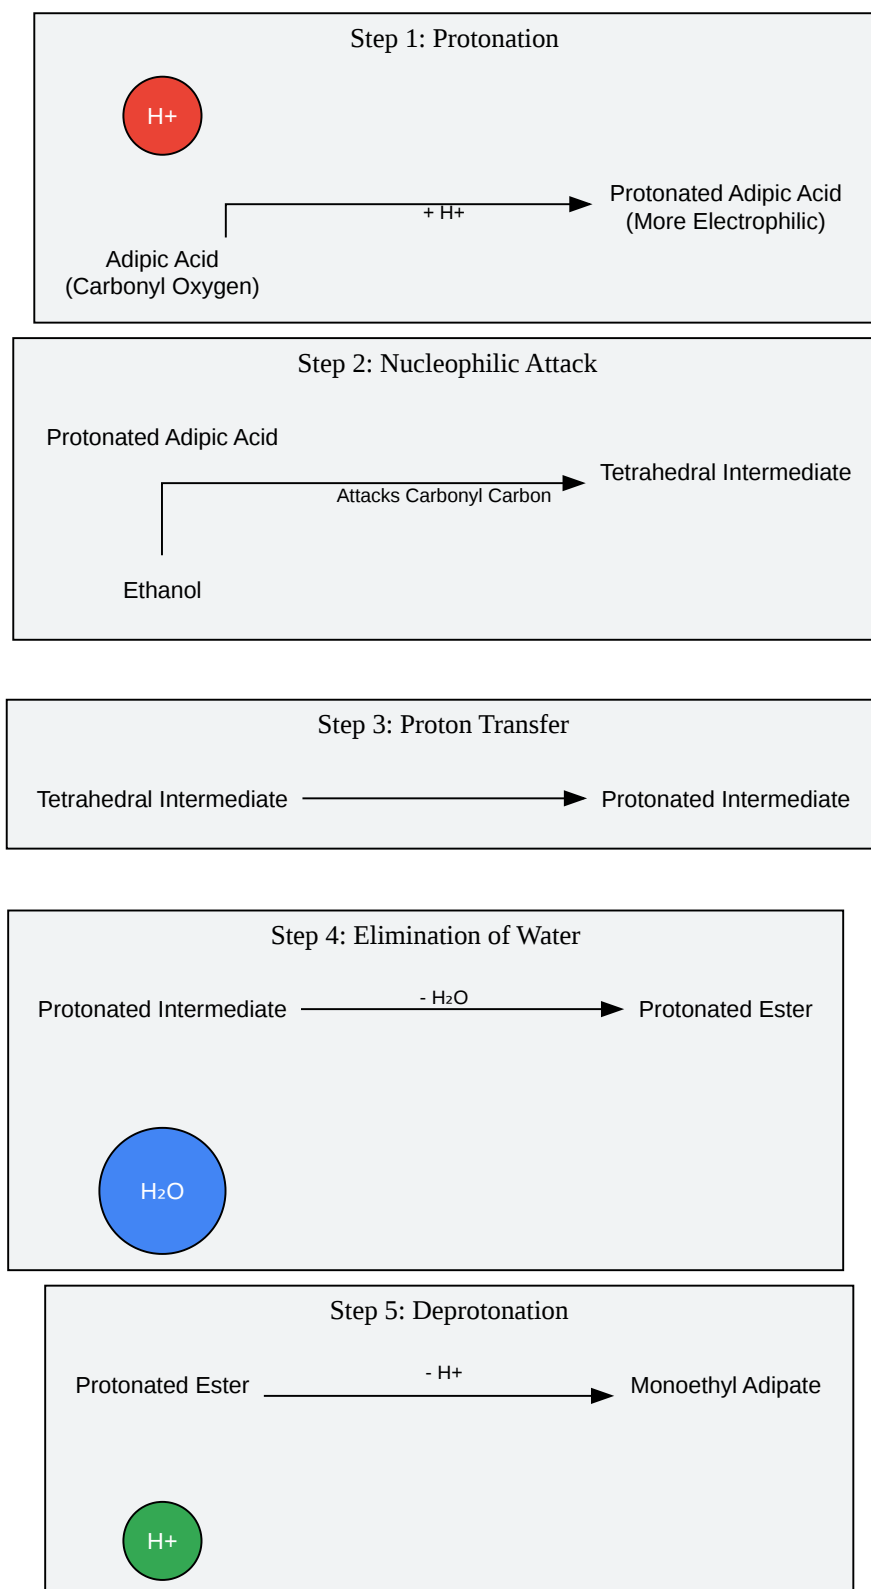 Step 1: Protonation
H+
Protonated Adipic Acid
(More Electrophilic)
+ H+
Adipic Acid
(Carbonyl Oxygen)
Step 2: Nucleophilic Attack
Protonated Adipic Acid
Tetrahedral Intermediate
Attacks Carbonyl Carbon
Ethanol
Step 3: Proton Transfer
Tetrahedral Intermediate
Protonated Intermediate
Step 4: Elimination of Water
- H₂O
Protonated Intermediate
Protonated Ester
H₂O
Step 5: Deprotonation
- H+
Protonated Ester
Monoethyl Adipate
H+